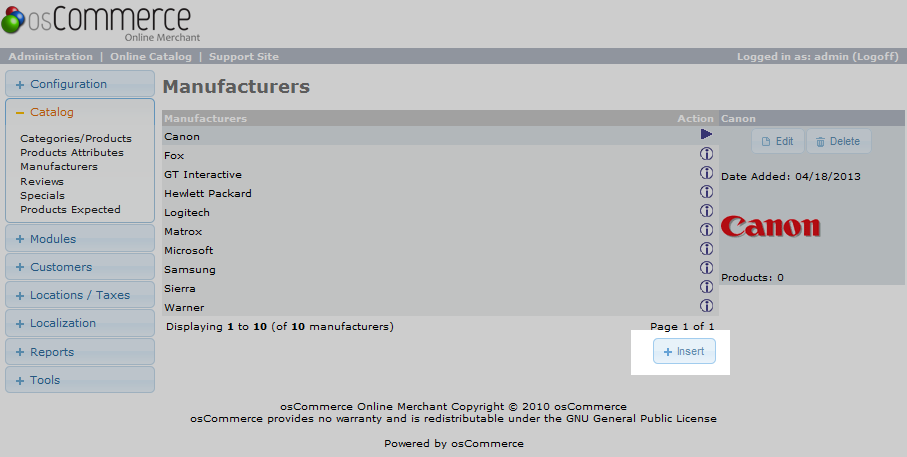 osCommerce
Online Merchant
Administration | Online Catalog | Support Site
Logged in as: admin (Logoff)
+ Configuration
− Catalog
Categories/Products
Products Attributes
Manufacturers
Reviews
Specials
Products Expected
+ Modules
+ Customers
+ Locations / Taxes
+ Localization
+ Reports
+ Tools
Manufacturers
Manufacturers Action
Canon
Fox
GT Interactive
Hewlett Packard
Logitech
Matrox
Microsoft
Samsung
Sierra
Warner
Displaying 1 to 10 (of 10 manufacturers) Page 1 of 1
+ Insert
Canon
Edit Delete
Date Added: 04/18/2013
Canon
Products: 0
osCommerce Online Merchant Copyright © 2010 osCommerce
osCommerce provides no warranty and is redistributable under the GNU General Public License
Powered by osCommerce